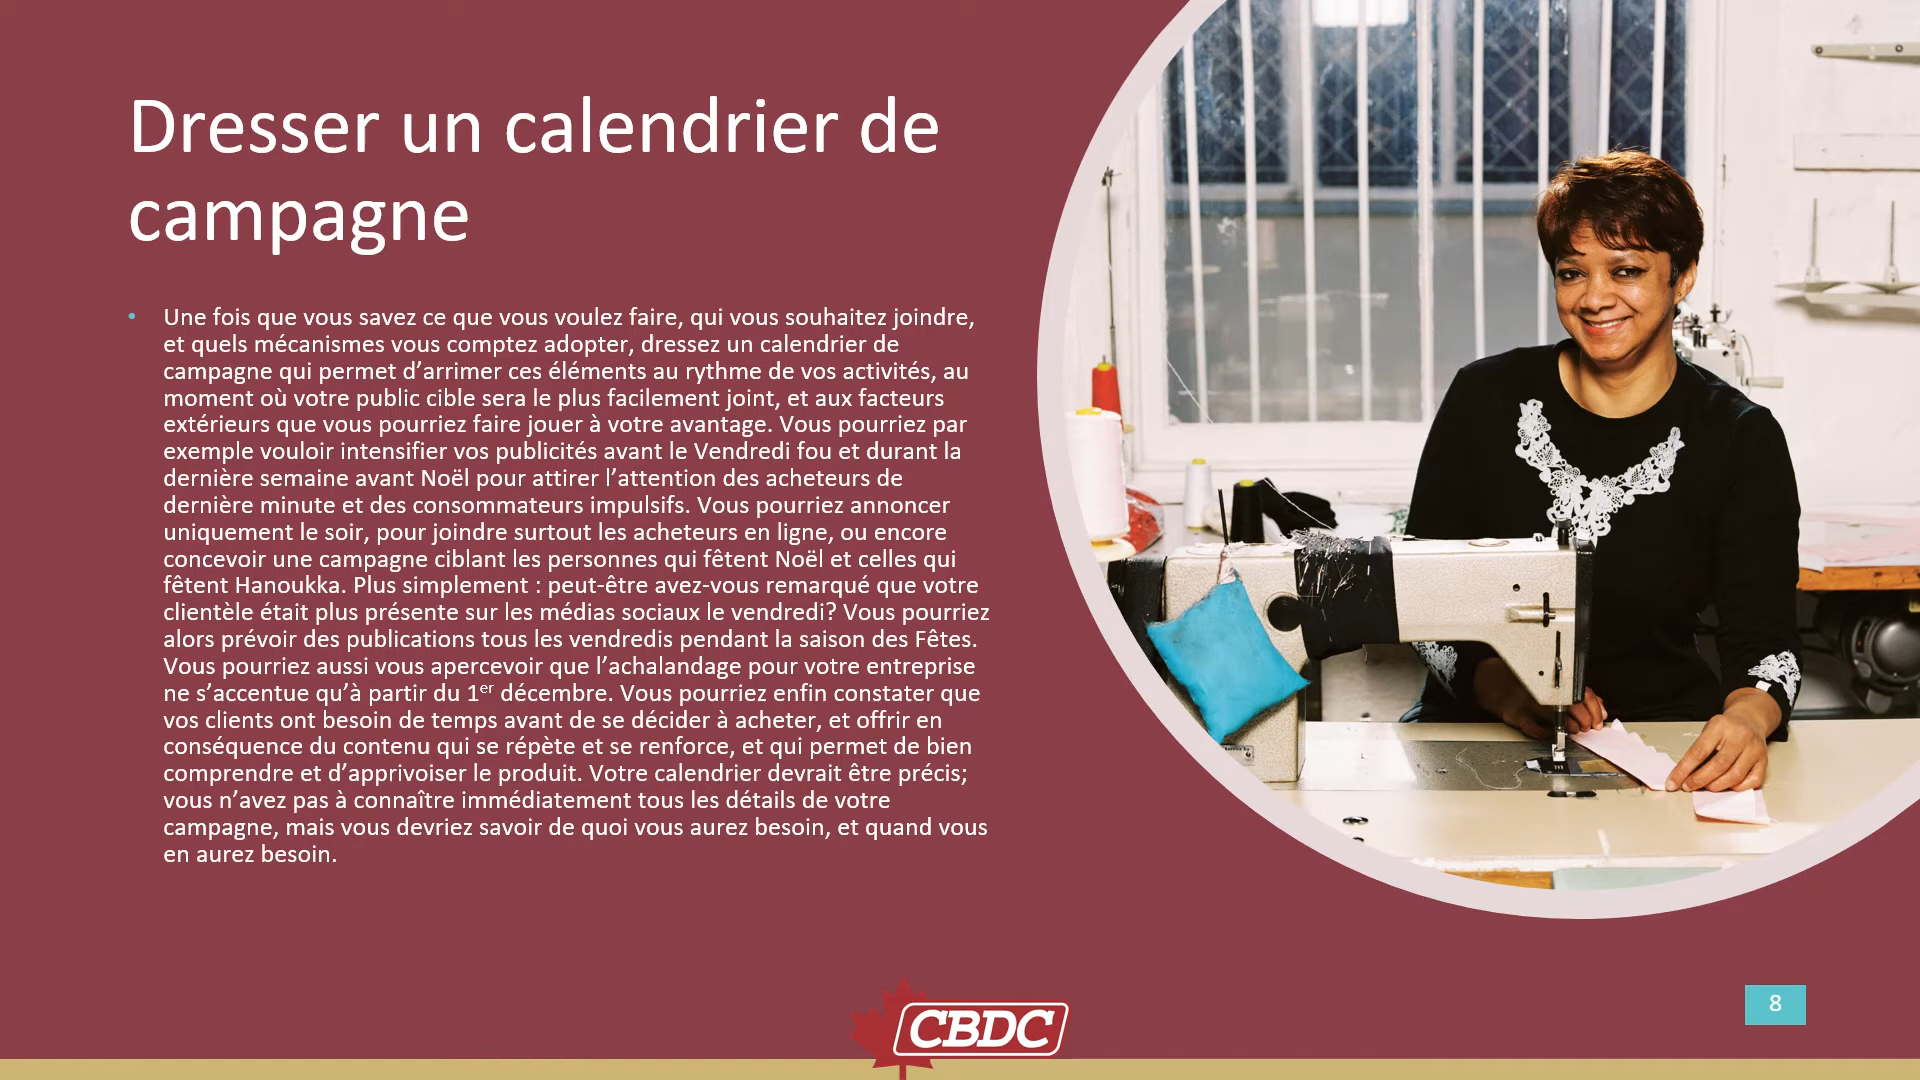 Dresser un calendrier de
campagne
• Une fois que vous savez ce que vous voulez faire, qui vous souhaitez joindre,
et quels mécanismes vous comptez adopter, dressez un calendrier de
campagne qui permet d’arrimer ces éléments au rythme de vos activités, au
moment où votre public cible sera le plus facilement joint, et aux facteurs
extérieurs que vous pourriez faire jouer à votre avantage. Vous pourriez par
exemple vouloir intensifier vos publicités avant le Vendredi fou et durant la
dernière semaine avant Noël pour attirer l’attention des acheteurs de
dernière minute et des consommateurs impulsifs. Vous pourriez annoncer
uniquement le soir, pour joindre surtout les acheteurs en ligne, ou encore
concevoir une campagne ciblant les personnes qui fêtent Noël et celles qui
fêtent Hanoukka. Plus simplement : peut-être avez-vous remarqué que votre
clientèle était plus présente sur les médias sociaux le vendredi? Vous pourriez
alors prévoir des publications tous les vendredis pendant la saison des Fêtes.
Vous pourriez aussi vous apercevoir que l’achalandage pour votre entreprise
ne s’accentue qu’à partir du 1er décembre. Vous pourriez enfin constater que
vos clients ont besoin de temps avant de se décider à acheter, et offrir en
conséquence du contenu qui se répète et se renforce, et qui permet de bien
comprendre et d’apprivoiser le produit. Votre calendrier devrait être précis;
vous n’avez pas à connaître immédiatement tous les détails de votre
campagne, mais vous devriez savoir de quoi vous aurez besoin, et quand vous
en aurez besoin.
CBDC
8